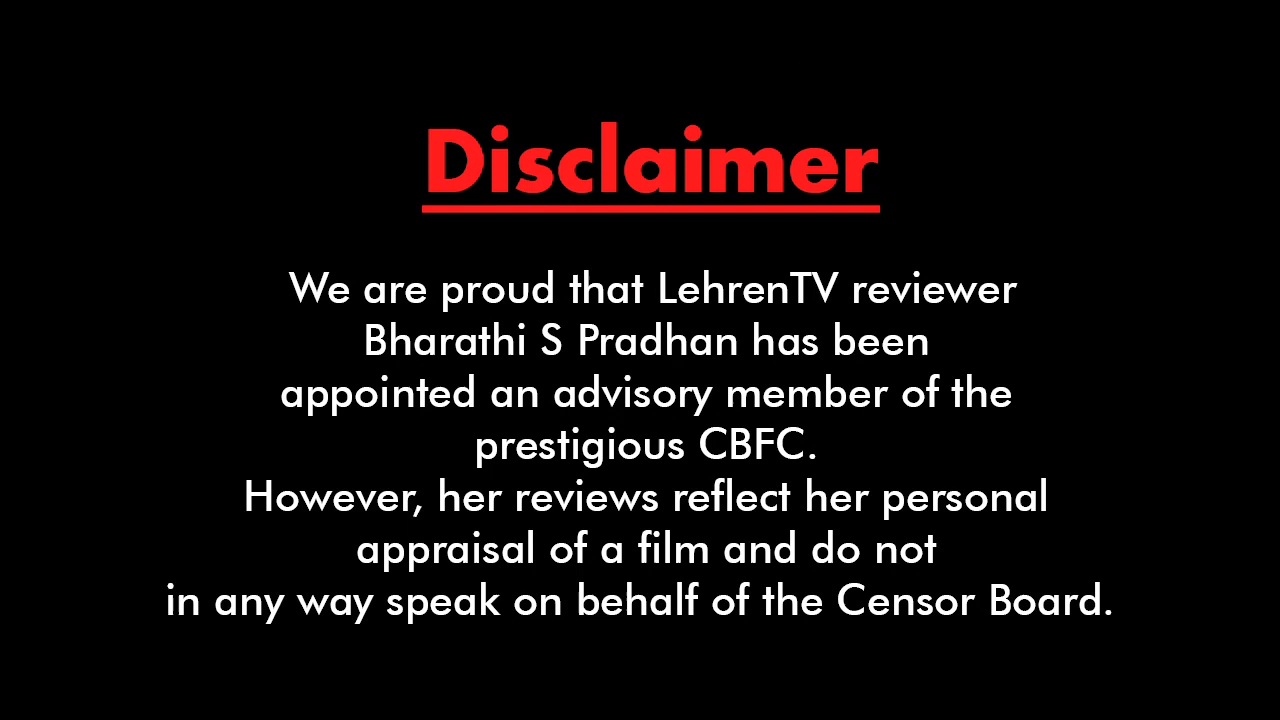 Disclaimer
We are proud that LehrenTV reviewer
Bharathi S Pradhan has been
appointed an advisory member of the
prestigious CBFC.
However, her reviews reflect her personal
appraisal of a film and do not
in any way speak on behalf of the Censor Board.